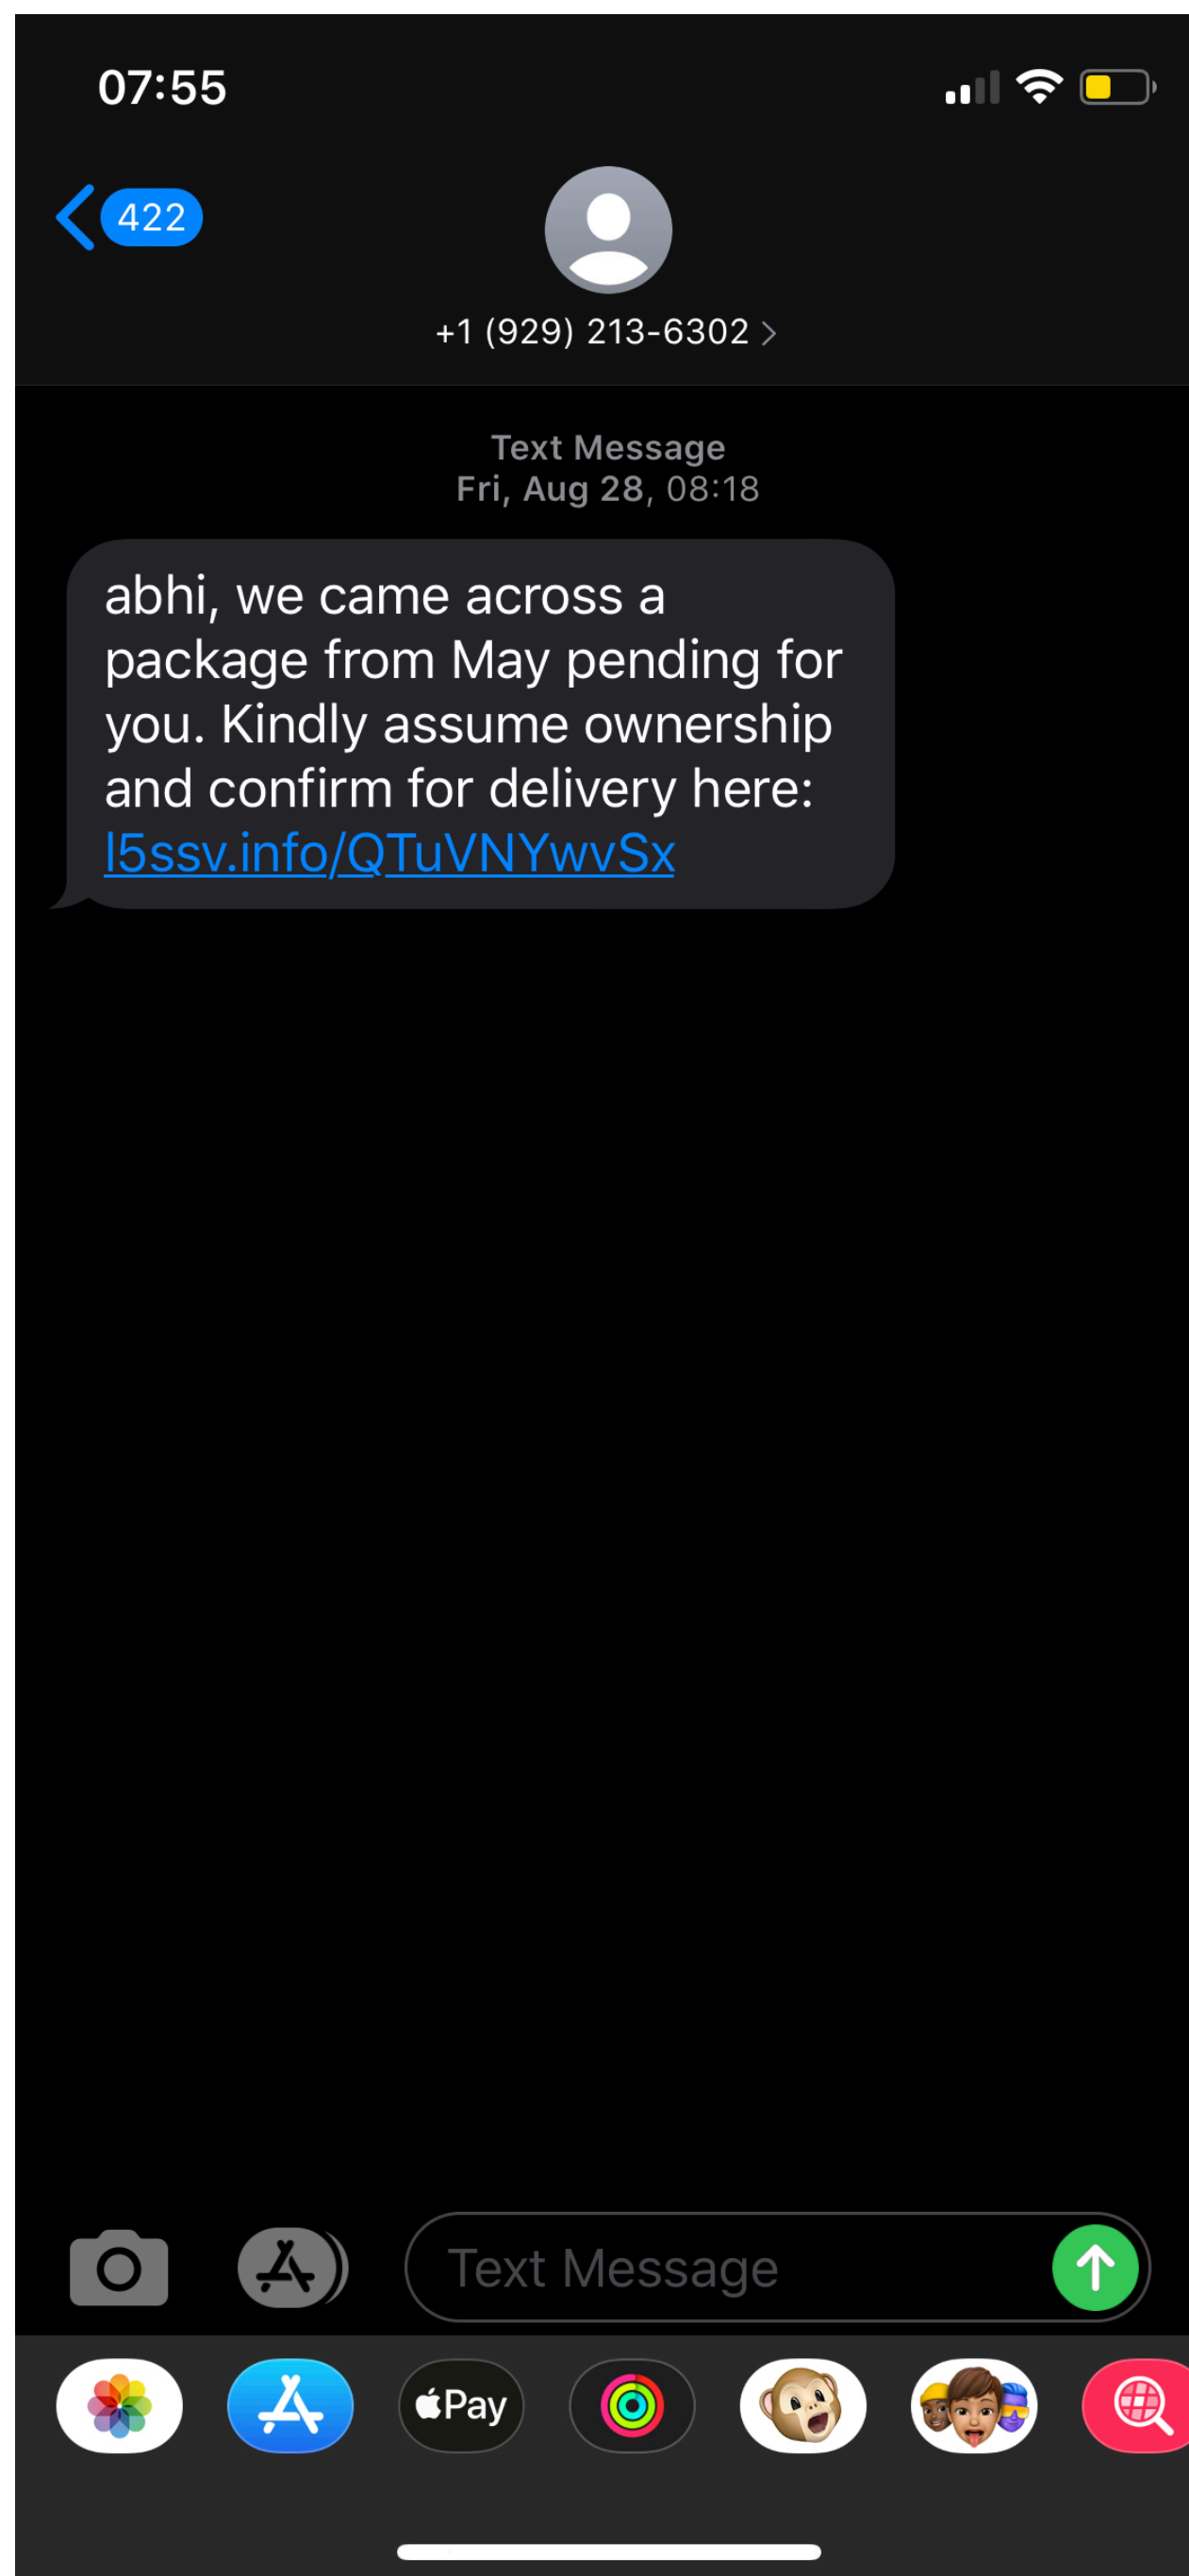 07:55
422
+1 (929) 213-6302
Text Message
Fri, Aug 28, 08:18
abhi, we came across a
package from May pending for
you. Kindly assume ownership
and confirm for delivery here:
l5ssv.info/QTuVNYwvSx
Text Message
Pay